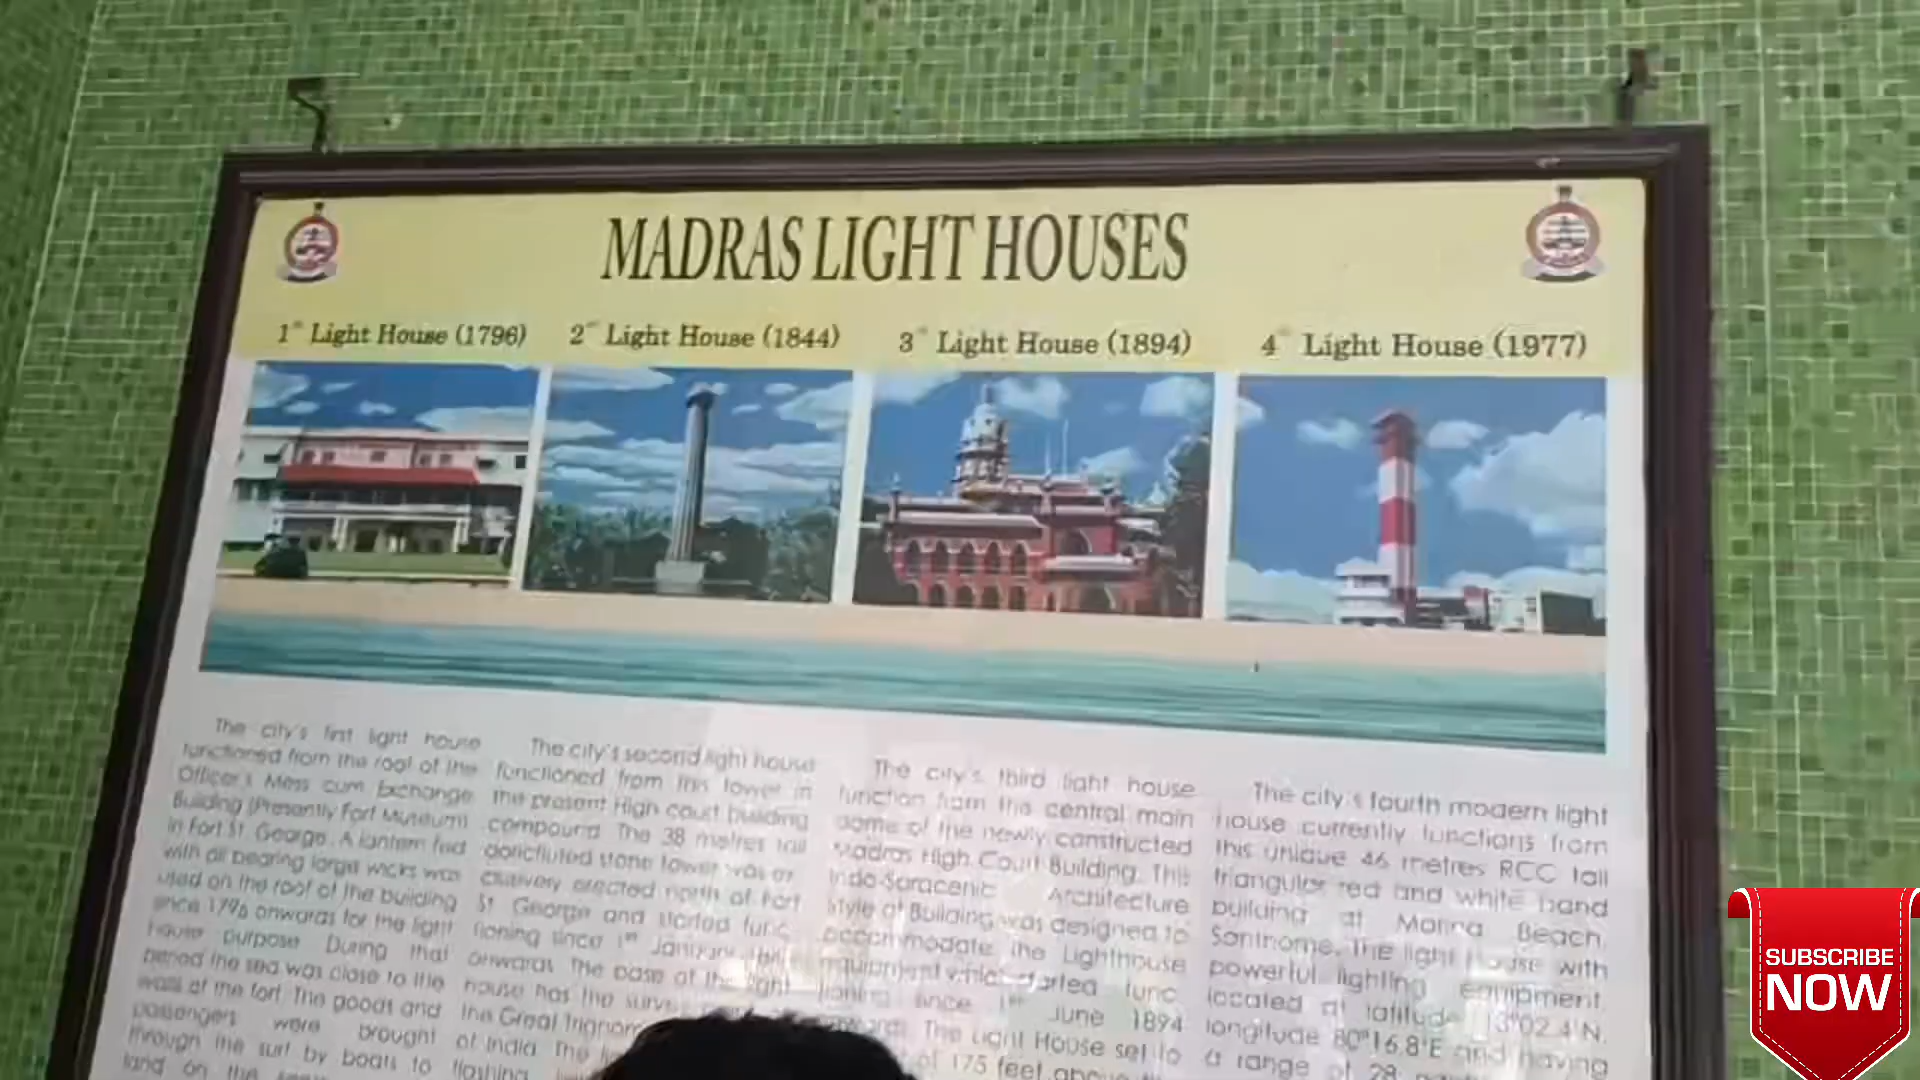 MADRAS LIGHT HOUSES
1st Light House (1796)
2nd Light House (1844)
3rd Light House (1894)
4th Light House (1977)
The city's first light house
functioned from the roof of the
Officer's Mess cum Exchange
Building (Presently Fort Museum)
in Fort St. George. A lantern fed
with oil bearing large wicks was
used on the roof of the building
since 1796 onwards for the light
house purpose During that
period the sea was close to the
walls of the fort. The goods and
passengers were brought
through the surf by boats to
land on the
The city's second light house
functioned from this tower in
the present High court building
compound. The 38 metres tall
doric fluted stone tower was ex
clusively erected north of Fort
St. George and started func
tioning since 1st January
onwards. The base of the light
house has the survey
the Great
of India. The
flashing
The city's third light house
function from the central main
dome of the newly constructed
Madras High Court Building. This
Indo-Saracenic Architecture
style of Building was designed to
accommodate the Lighthouse
equipment which started func
tioning since 1st June 1894
onwards. The Light House set to
of 175 feet above
The city's fourth modern light
house currently functions from
this unique 46 metres RCC tall
triangular red and white band
building at Marina Beach,
Santhome. The light house with
powerful lighting equipment,
located at latitude 13°02.4'N,
longitude 80°16.8'E and having
a range of 28
SUBSCRIBE
NOW